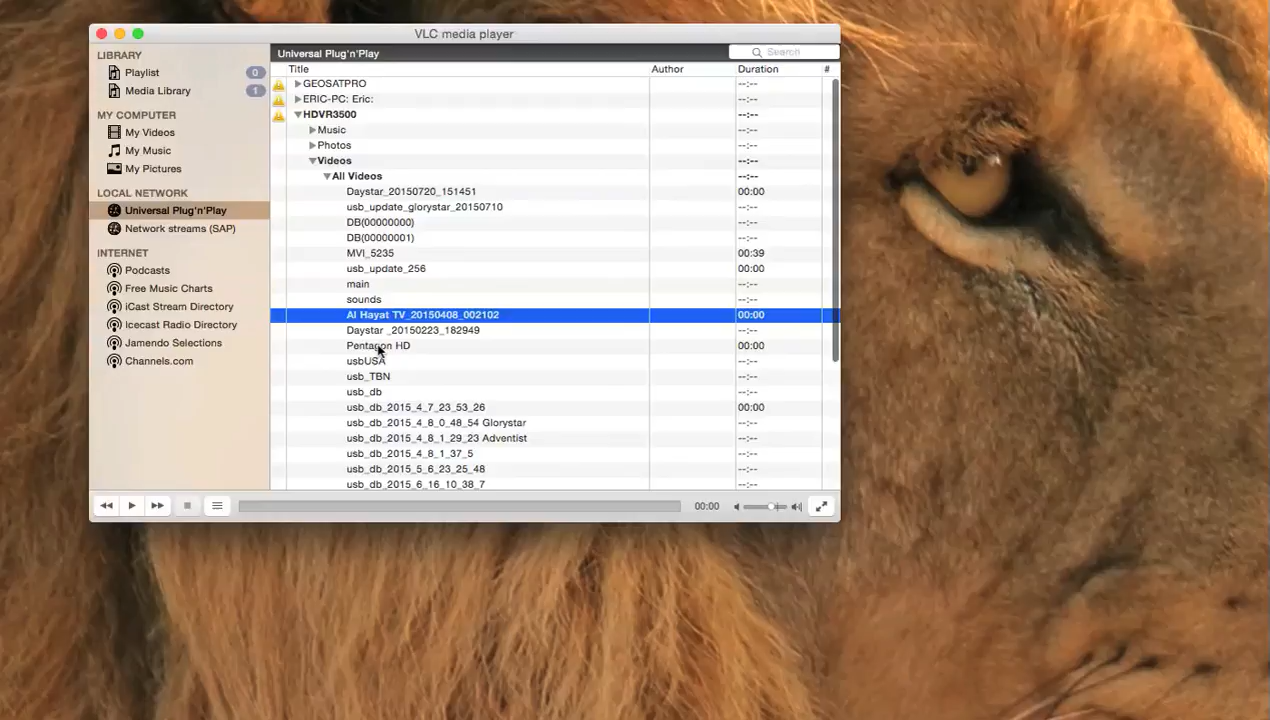 VLC media player
LIBRARY
Playlist 0
Media Library 1
MY COMPUTER
My Videos
My Music
My Pictures
LOCAL NETWORK
Universal Plug'n'Play
Network streams (SAP)
INTERNET
Podcasts
Free Music Charts
iCast Stream Directory
Icecast Radio Directory
Jamendo Selections
Channels.com
Universal Plug'n'Play Search
Title Author Duration #
GEOSATPRO --:--
ERIC-PC: Eric: --:--
HDVR3500 --:--
Music --:--
Photos --:--
Videos --:--
All Videos --:--
Daystar_20150720_151451 00:00
usb_update_glorystar_20150710 --:--
DB(00000000) --:--
DB(00000001) --:--
MVI_5235 00:39
usb_update_256 00:00
main --:--
sounds --:--
Al Hayat TV_20150408_002102 00:00
Daystar _20150223_182949 --:--
Pentagon HD 00:00
usbUSA --:--
usb_TBN --:--
usb_db --:--
usb_db_2015_4_7_23_53_26 00:00
usb_db_2015_4_8_0_48_54 Glorystar --:--
usb_db_2015_4_8_1_29_23 Adventist --:--
usb_db_2015_4_8_1_37_5 --:--
usb_db_2015_5_6_23_25_48 --:--
usb_db_2015_6_16_10_38_7 --:--
00:00